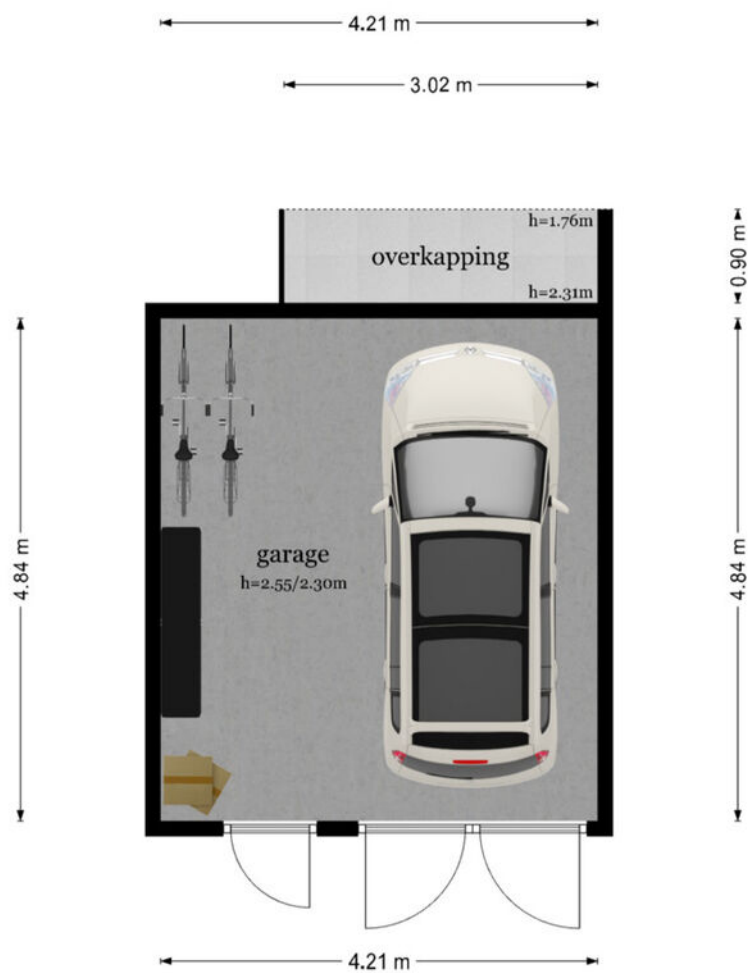 4.21 m
3.02 m
h=1.76m
overkapping
h=2.31m
0.90 m
garage
h=2.55/2.30m
4.84 m
4.84 m
4.21 m